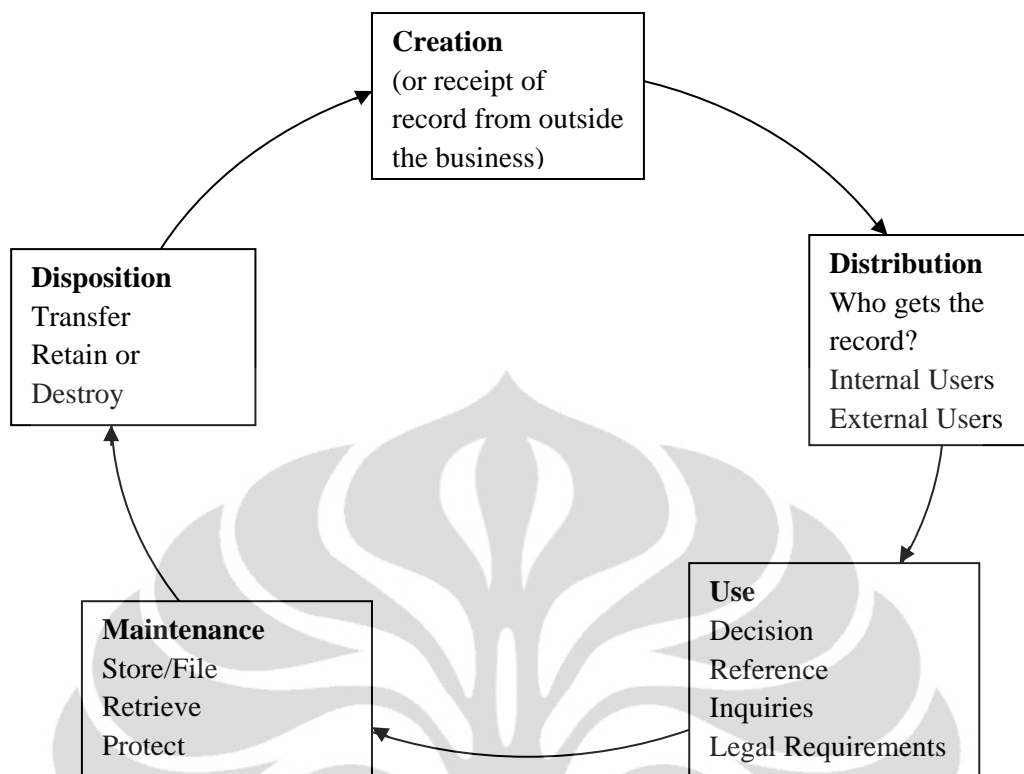 Creation
(or receipt of
record from outside
the business)
Distribution
Who gets the
record?
Internal Users
External Users
Use
Decision
Reference
Inquiries
Legal Requirements
Maintenance
Store/File
Retrieve
Protect
Disposition
Transfer
Retain or
Destroy